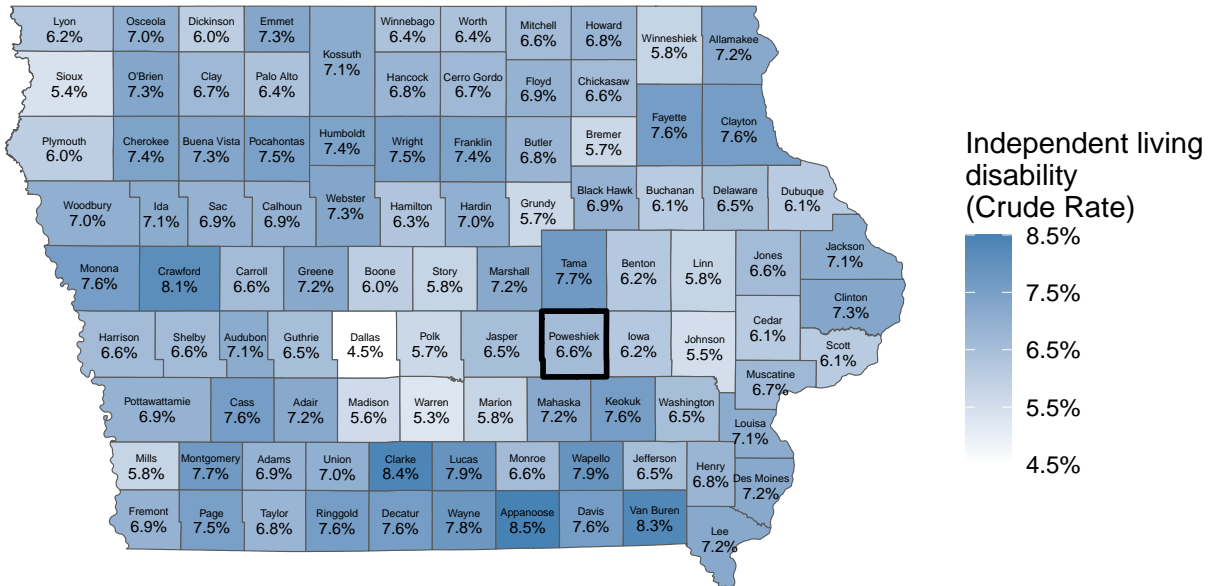 Lyon
6.2%
Osceola
7.0%
Dickinson
6.0%
Emmet
7.3%
Kossuth
7.1%
Winnebago
6.4%
Worth
6.4%
Mitchell
6.6%
Howard
6.8%
Winneshiek
5.8%
Allamakee
7.2%
Sioux
5.4%
O'Brien
7.3%
Clay
6.7%
Palo Alto
6.4%
Hancock
6.8%
Cerro Gordo
6.7%
Floyd
6.9%
Chickasaw
6.6%
Fayette
7.6%
Clayton
7.6%
Plymouth
6.0%
Cherokee
7.4%
Buena Vista
7.3%
Pocahontas
7.5%
Humboldt
7.4%
Wright
7.5%
Franklin
7.4%
Butler
6.8%
Bremer
5.7%
Woodbury
7.0%
Ida
7.1%
Sac
6.9%
Calhoun
6.9%
Webster
7.3%
Hamilton
6.3%
Hardin
7.0%
Grundy
5.7%
Black Hawk
6.9%
Buchanan
6.1%
Delaware
6.5%
Dubuque
6.1%
Monona
7.6%
Crawford
8.1%
Carroll
6.6%
Greene
7.2%
Boone
6.0%
Story
5.8%
Marshall
7.2%
Tama
7.7%
Benton
6.2%
Linn
5.8%
Jones
6.6%
Jackson
7.1%
Clinton
7.3%
Harrison
6.6%
Shelby
6.6%
Audubon
7.1%
Guthrie
6.5%
Dallas
4.5%
Polk
5.7%
Jasper
6.5%
Poweshiek
6.6%
Iowa
6.2%
Johnson
5.5%
Cedar
6.1%
Scott
6.1%
Muscatine
6.7%
Pottawattamie
6.9%
Cass
7.6%
Adair
7.2%
Madison
5.6%
Warren
5.3%
Marion
5.8%
Mahaska
7.2%
Keokuk
7.6%
Washington
6.5%
Louisa
7.1%
Mills
5.8%
Montgomery
7.7%
Adams
6.9%
Union
7.0%
Clarke
8.4%
Lucas
7.9%
Monroe
6.6%
Wapello
7.9%
Jefferson
6.5%
Henry
6.8%
Des Moines
7.2%
Fremont
6.9%
Page
7.5%
Taylor
6.8%
Ringgold
7.6%
Decatur
7.6%
Wayne
7.8%
Appanoose
8.5%
Davis
7.6%
Van Buren
8.3%
Lee
7.2%
Independent living
disability
(Crude Rate)
8.5%
7.5%
6.5%
5.5%
4.5%